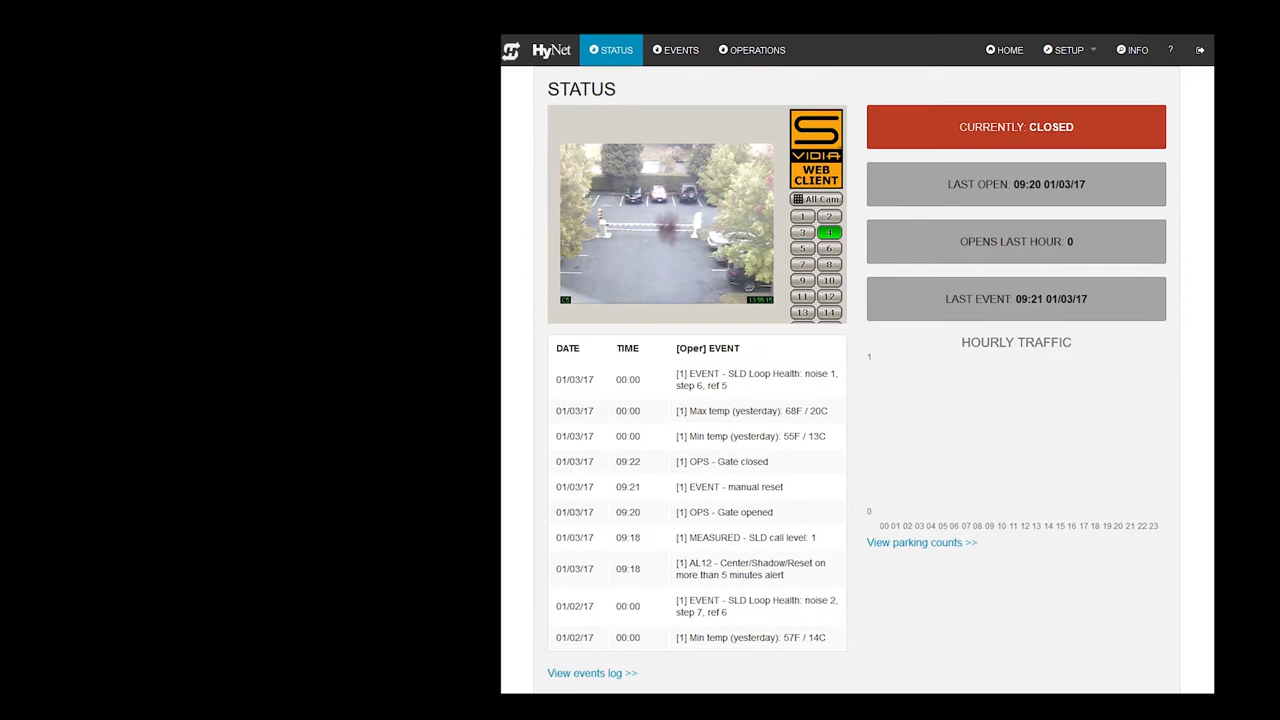 HyNet STATUS EVENTS OPERATIONS HOME SETUP INFO ?
STATUS
S
VIDIA
WEB
CLIENT
All Cam
1 2
3 4
5 6
7 8
9 10
11 12
13 14
13:55:15
CURRENTLY: CLOSED
LAST OPEN: 09:20 01/03/17
OPENS LAST HOUR: 0
LAST EVENT: 09:21 01/03/17
HOURLY TRAFFIC
1
0
00 01 02 03 04 05 06 07 08 09 10 11 12 13 14 15 16 17 18 19 20 21 22 23
View parking counts >>
DATE TIME [Oper] EVENT
01/03/17 00:00 [1] EVENT - SLD Loop Health: noise 1,
step 6, ref 5
01/03/17 00:00 [1] Max temp (yesterday): 68F / 20C
01/03/17 00:00 [1] Min temp (yesterday): 55F / 13C
01/03/17 09:22 [1] OPS - Gate closed
01/03/17 09:21 [1] EVENT - manual reset
01/03/17 09:20 [1] OPS - Gate opened
01/03/17 09:18 [1] MEASURED - SLD call level: 1
01/03/17 09:18 [1] AL12 - Center/Shadow/Reset on
more than 5 minutes alert
01/02/17 00:00 [1] EVENT - SLD Loop Health: noise 2,
step 7, ref 6
01/02/17 00:00 [1] Min temp (yesterday): 57F / 14C
View events log >>